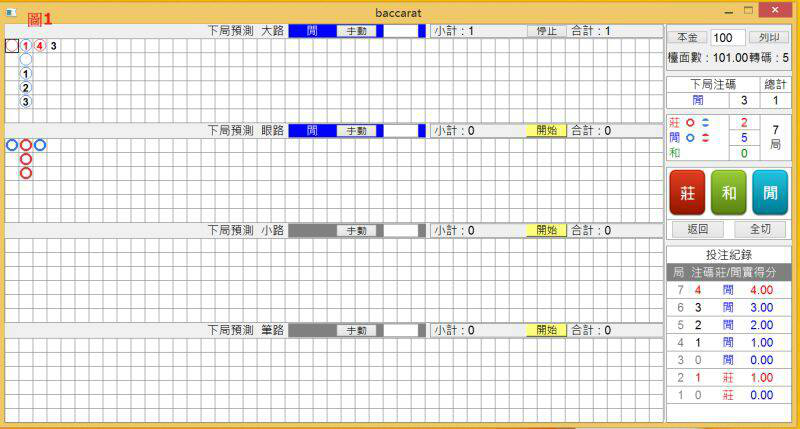 baccarat
圖1
下局預測 大路 閒 手動 小計：1 停止 合計：1
1 4 3
1
2
3
下局預測 眼路 閒 手動 小計：0 開始 合計：0
下局預測 小路 手動 小計：0 開始 合計：0
下局預測 筆路 手動 小計：0 開始 合計：0
本金 100 列印
檯面數：101.00 轉碼：5
下局注碼 總計
閒 3 1
莊 2
閒 5
和 0
7
局
莊 和 閒
返回 全切
投注紀錄
局 注碼 莊/閒 實得分
7 4 閒 4.00
6 3 閒 3.00
5 2 閒 2.00
4 1 閒 1.00
3 0 閒 0.00
2 1 莊 1.00
1 0 莊 0.00